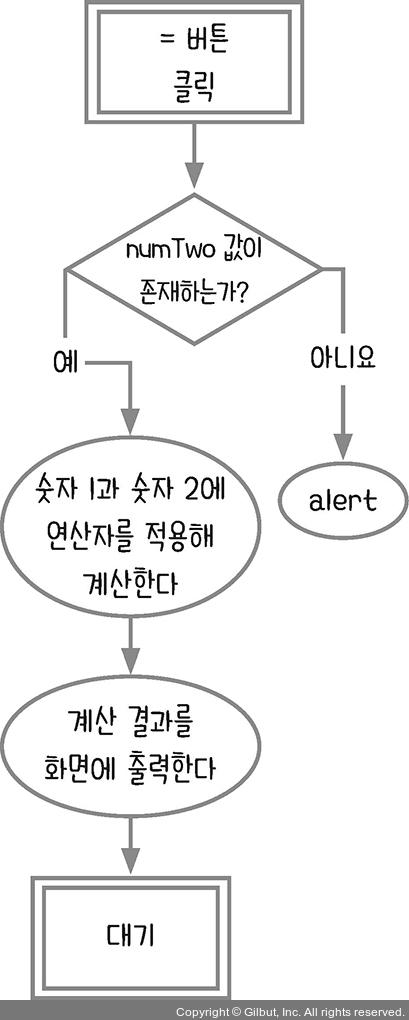 = 버튼
클릭
numTwo 값이
존재하는가?
예
아니요
숫자 1과 숫자 2에
연산자를 적용해
계산한다
alert
계산 결과를
화면에 출력한다
대기
Copyright © Gilbut, Inc. All rights reserved.